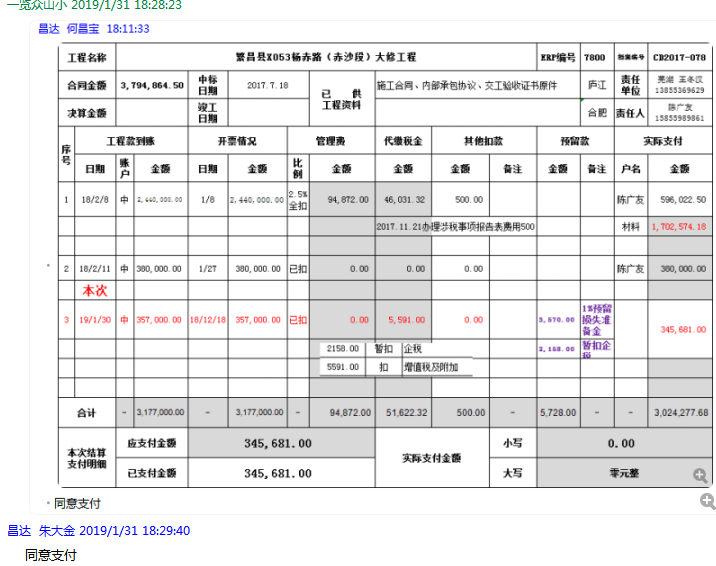 一览众山小 2019/1/31 18:28:23
昌达 何昌宝 18:11:33
工程名称 繁昌县X053杨赤路（赤沙段）大修工程 ERP编号 7800 档案编号 CD2017-078
合同金额 3,794,864.50 中标日期 2017.7.18 已 供 工程资料 施工合同、内部承包协议、交工验收证书原件 庐江 责任单位 芜湖 王冬汉 13855369629
决算金额 竣工日期 合肥 责任人 陈广友 15855989861
序号 工程款到账 开票情况 管理费 代缴税金 其他扣款 预留款 实际支付
日期 账户 金额 日期 金额 比例 金额 金额 金额 备注 金额 备注 户名 金额
1 18/2/8 中 2,440,000.00 1/8 2,440,000.00 2.5%全扣 94,872.00 46,031.32 500.00 陈广友 596,022.50
2017.11.21办理涉税事项报告表费用500 材料 1,702,574.18
2 18/2/11 中 380,000.00 1/27 380,000.00 已扣 0.00 0.00 0.00 陈广友 380,000.00
本次
3 19/1/30 中 357,000.00 18/12/18 357,000.00 已扣 0.00 5,591.00 0.00 3,570.00 1%预留损失准备金 345,681.00
2158.00 暂扣 企税 2,158.00 暂扣企税
5591.00 扣 增值税及附加
合计 - 3,177,000.00 - 3,177,000.00 - 94,872.00 51,622.32 500.00 - 5,728.00 - - 3,024,277.68
本次结算支付明细 应支付金额 345,681.00 实际支付金额 小写 0.00
已支付金额 345,681.00 大写 零元整
同意支付
昌达 朱大金 2019/1/31 18:29:40
同意支付